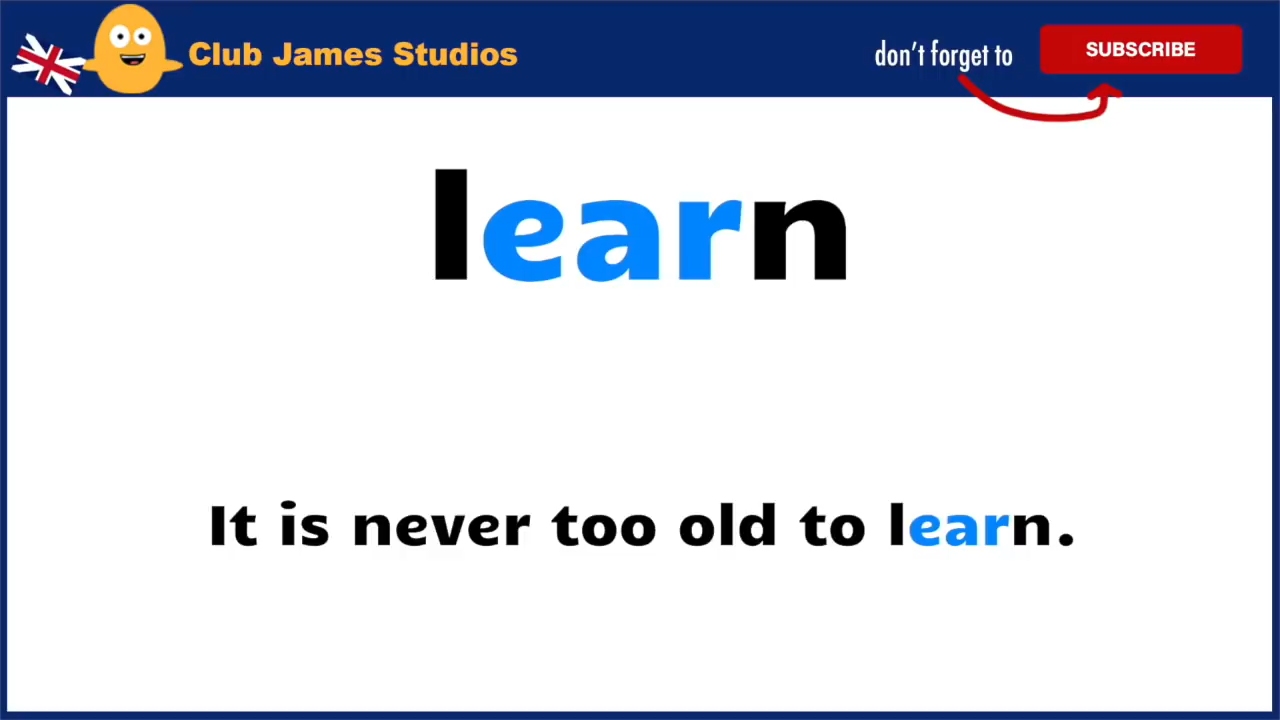 Club James Studios
don't forget to
SUBSCRIBE
learn
It is never too old to learn.